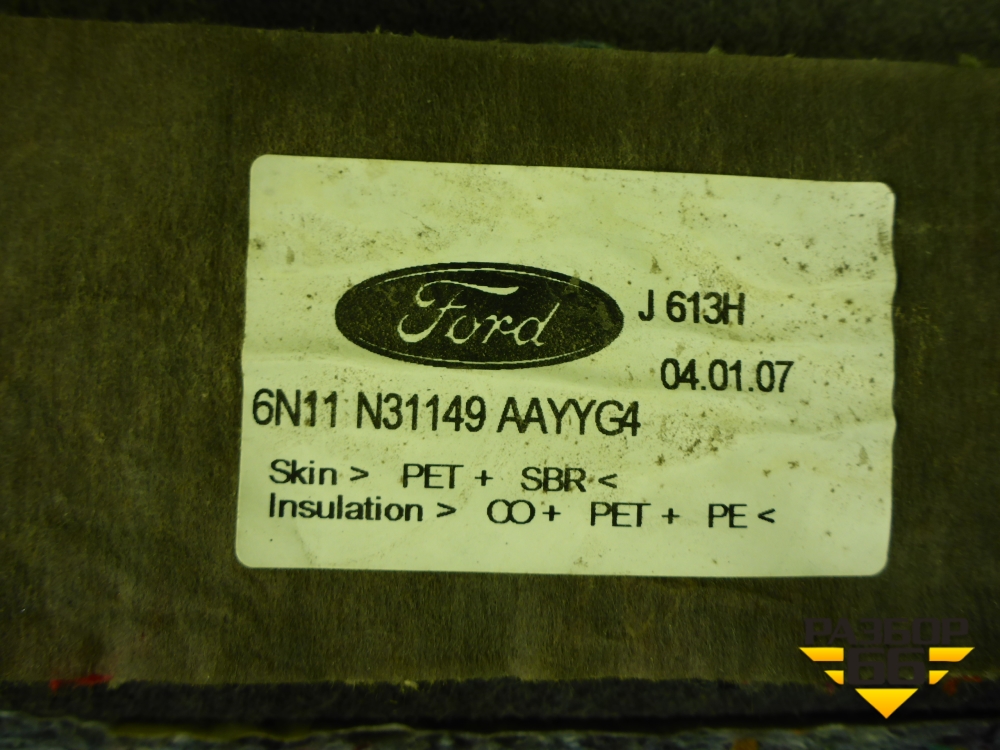 Ford
J 613H
04.01.07
6N11 N31149 AAYYG4
Skin > PET + SBR <
Insulation > CO + PET + PE <
РАЗБОР
66